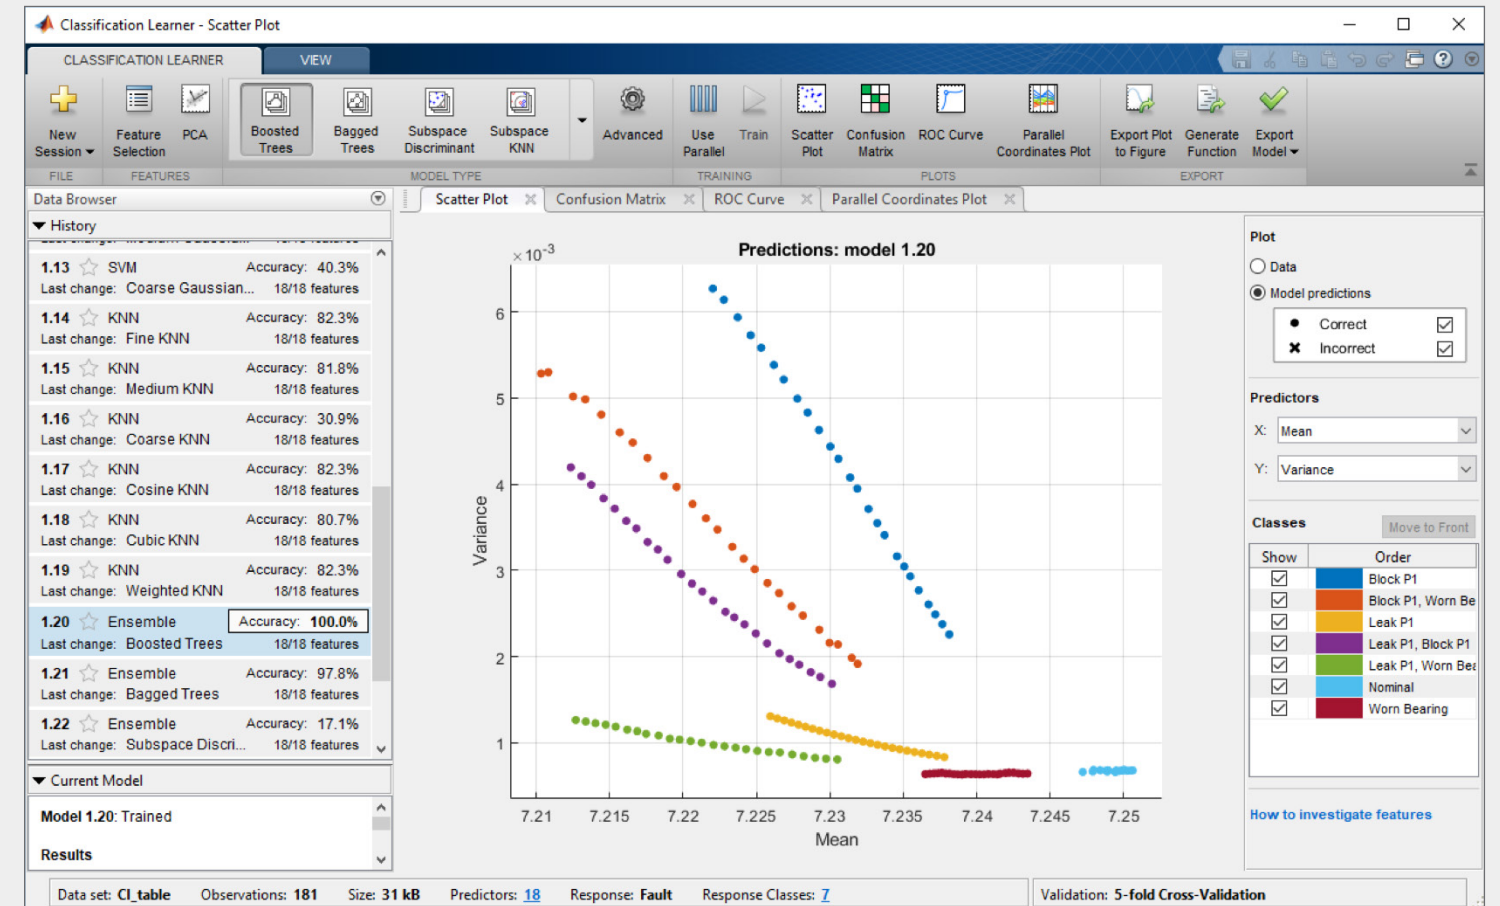 Classification Learner - Scatter Plot
CLASSIFICATION LEARNER VIEW
New Session
Feature Selection
PCA
Boosted Trees
Bagged Trees
Subspace Discriminant
Subspace KNN
Advanced
Use Parallel
Train
Scatter Plot
Confusion Matrix
ROC Curve
Parallel Coordinates Plot
Export Plot to Figure
Generate Function
Export Model
FILE FEATURES MODEL TYPE TRAINING PLOTS EXPORT
Data Browser
Scatter Plot Confusion Matrix ROC Curve Parallel Coordinates Plot
History
1.13 SVM Accuracy: 40.3%
Last change: Coarse Gaussian... 18/18 features
1.14 KNN Accuracy: 82.3%
Last change: Fine KNN 18/18 features
1.15 KNN Accuracy: 81.8%
Last change: Medium KNN 18/18 features
1.16 KNN Accuracy: 30.9%
Last change: Coarse KNN 18/18 features
1.17 KNN Accuracy: 82.3%
Last change: Cosine KNN 18/18 features
1.18 KNN Accuracy: 80.7%
Last change: Cubic KNN 18/18 features
1.19 KNN Accuracy: 82.3%
Last change: Weighted KNN 18/18 features
1.20 Ensemble Accuracy: 100.0%
Last change: Boosted Trees 18/18 features
1.21 Ensemble Accuracy: 97.8%
Last change: Bagged Trees 18/18 features
1.22 Ensemble Accuracy: 17.1%
Last change: Subspace Discri... 18/18 features
Current Model
Model 1.20: Trained
Results
Predictions: model 1.20
×10-3
6
5
4
3
2
1
Variance
7.21 7.215 7.22 7.225 7.23 7.235 7.24 7.245 7.25
Mean
Plot
Data
Model predictions
Correct
Incorrect
Predictors
X: Mean
Y: Variance
Classes Move to Front
Show Order
Block P1
Block P1, Worn Be
Leak P1
Leak P1, Block P1
Leak P1, Worn Bea
Nominal
Worn Bearing
How to investigate features
Data set: CI_table Observations: 181 Size: 31 kB Predictors: 18 Response: Fault Response Classes: 7 Validation: 5-fold Cross-Validation